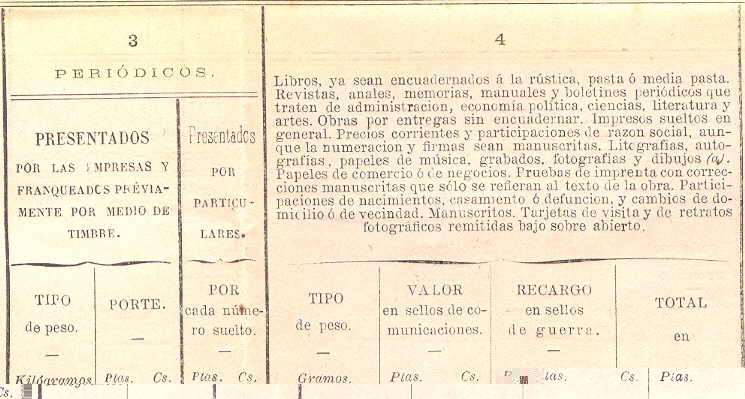 3
PERIÓDICOS.
PRESENTADOS
POR LAS EMPRESAS Y
FRANQUEADOS PRÉVIA-
MENTE POR MEDIO DE
TIMBRE.
Presentados
POR
PARTICU-
LARES.
TIPO
de peso.
—
Kilógramos.
PORTE.
—
Ptas. Cs.
POR
cada núme-
ro suelto.
—
Ptas. Cs.
4
Libros, ya sean encuadernados á la rústica, pasta ó media pasta.
Revistas, anales, memorias, manuales y boletines periódicos que
traten de administracion, economía política, ciencias, literatura y
artes. Obras por entregas sin encuadernar. Impresos sueltos en
general. Precios corrientes y participaciones de razon social, aun-
que la numeracion y firmas sean manuscritas. Litografías, auto-
grafías, papeles de música, grabados, fotografías y dibujos (a).
Papeles de comercio ó de negocios. Pruebas de imprenta con correc-
ciones manuscritas que sólo se refieran al texto de la obra. Partici-
paciones de nacimientos, casamiento ó defuncion, y cambios de do-
micilio ó de vecindad. Manuscritos. Tarjetas de visita y de retratos
fotográficos remitidas bajo sobre abierto.
TIPO
de peso.
—
Gramos.
VALOR
en sellos de co-
municaciones.
—
Ptas. Cs.
RECARGO
en sellos
de guerra.
—
Cs.
TOTAL
en
Ptas.
Cs.